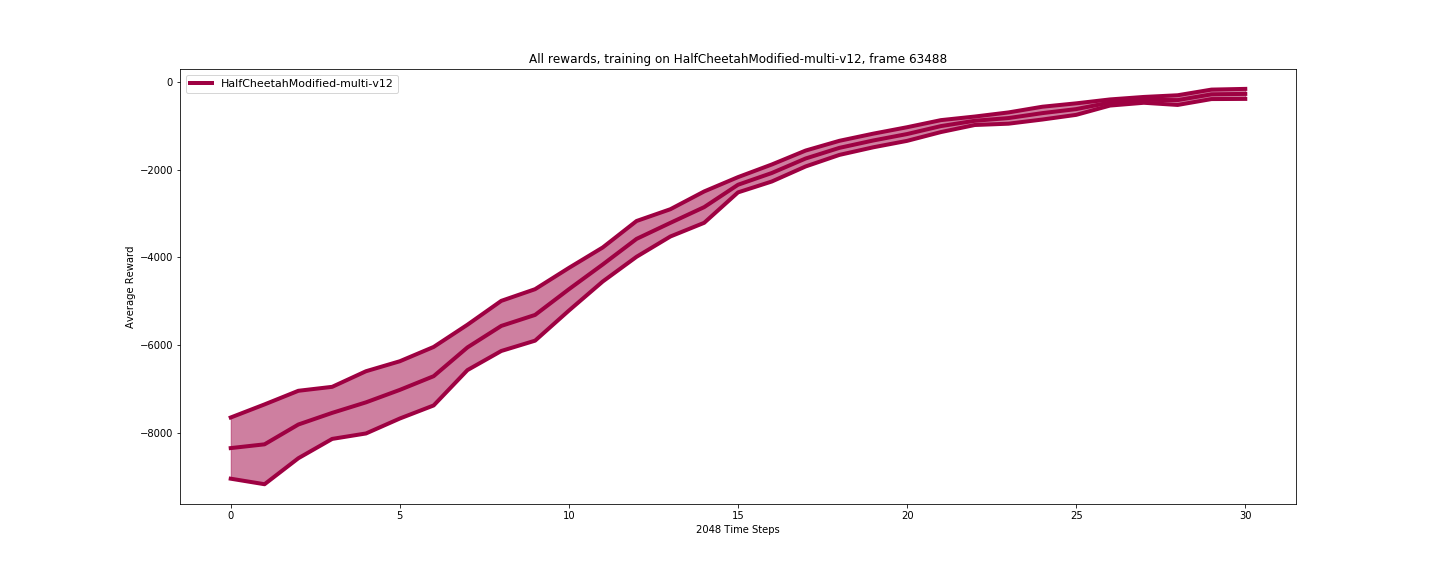 All rewards, training on HalfCheetahModified-multi-v12, frame 63488
HalfCheetahModified-multi-v12
Average Reward
0
−2000
−4000
−6000
−8000
0 5 10 15 20 25 30
2048 Time Steps